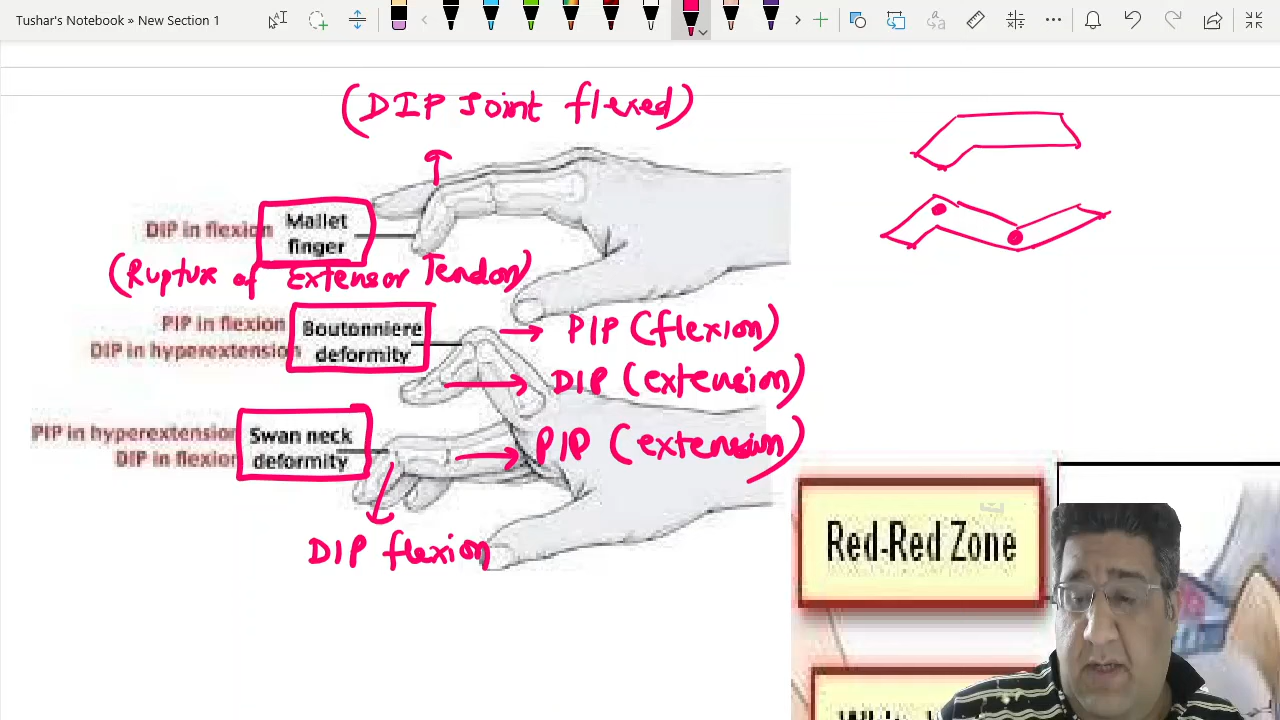 Tushar's Notebook » New Section 1
(DIP Joint flexed)
DIP in flexion
Mallet
finger
(Rupture of Extensor Tendon)
PIP in flexion
DIP in hyperextension
Boutonniere
deformity
PIP (flexion)
DIP (extension)
PIP in hyperextension
DIP in flexion
Swan neck
deformity
PIP (extension)
DIP flexion
Red-Red Zone